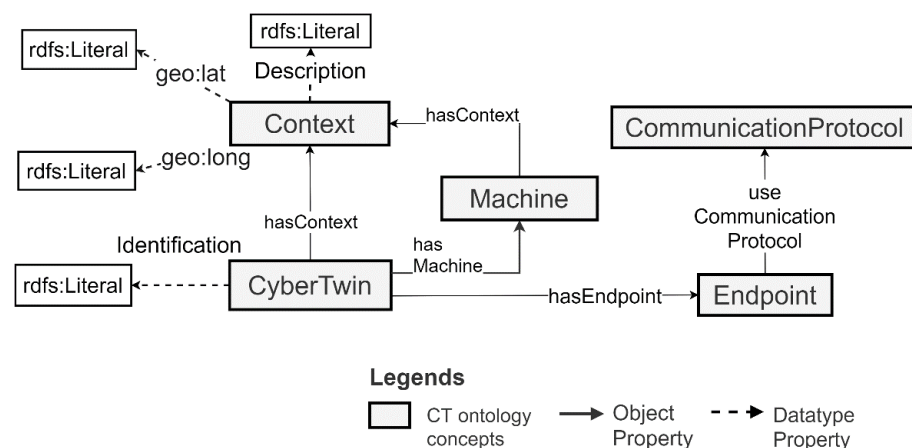 rdfs:Literal
rdfs:Literal
geo:lat
Description
Context
hasContext
CommunicationProtocol
geo:long
rdfs:Literal
Machine
use
Communication
Protocol
hasContext
Identification
has
Machine
rdfs:Literal
CyberTwin
hasEndpoint
Endpoint
Legends
CT ontology
concepts
Object
Property
Datatype
Property